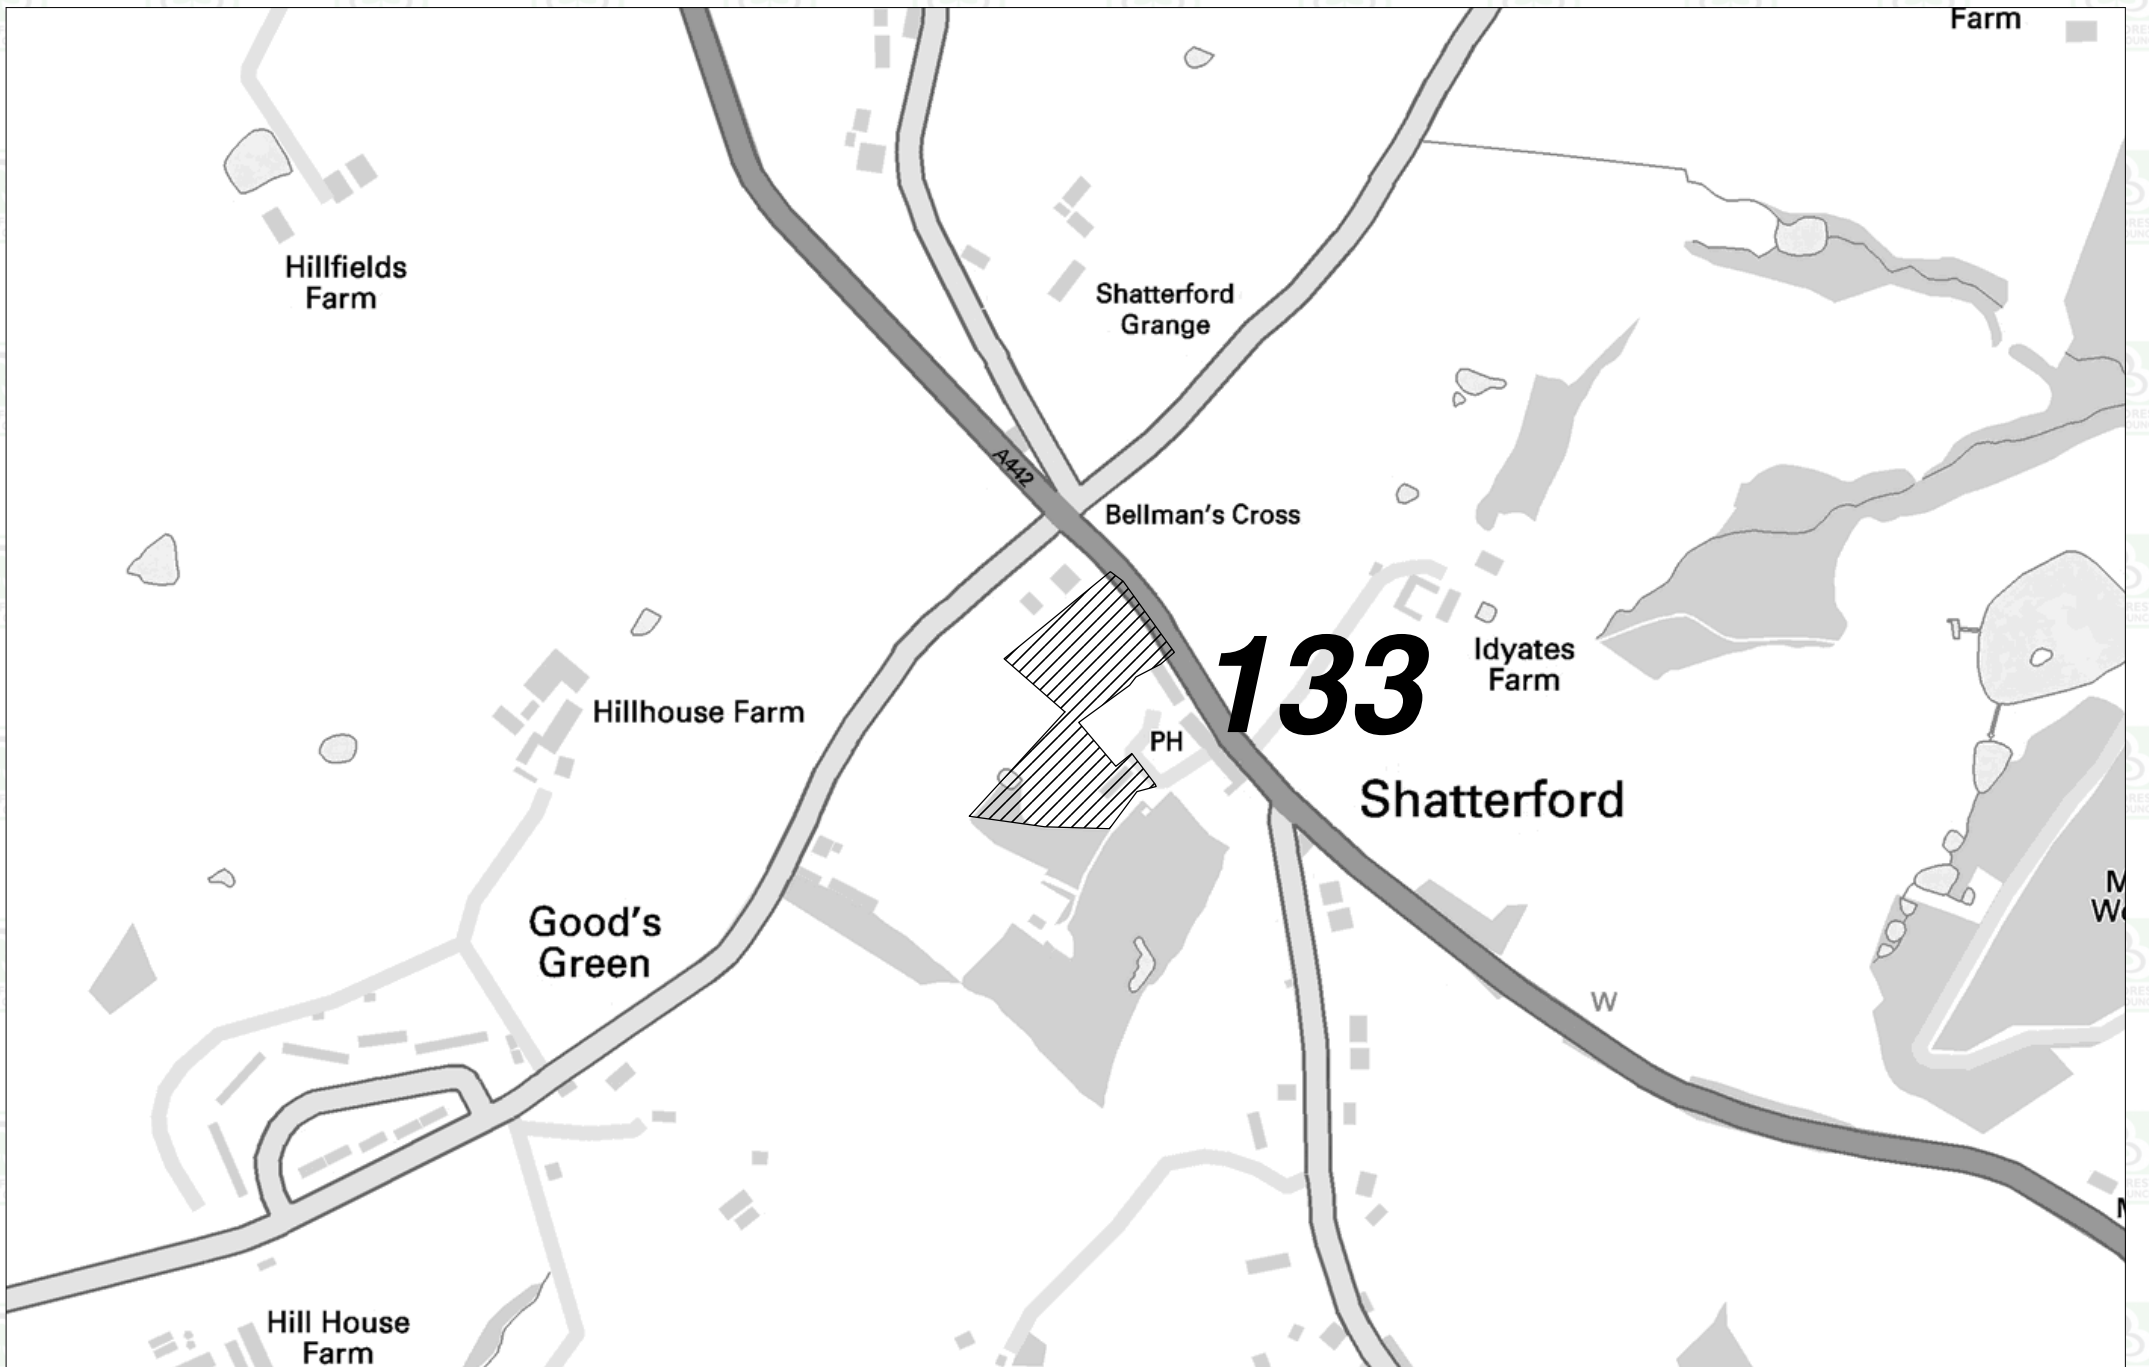 Farm
Hillfields
Farm
Shatterford
Grange
A442
Bellman's Cross
133
Idyates
Farm
Hillhouse Farm
PH
Shatterford
Good's
Green
W
Hill House
Farm